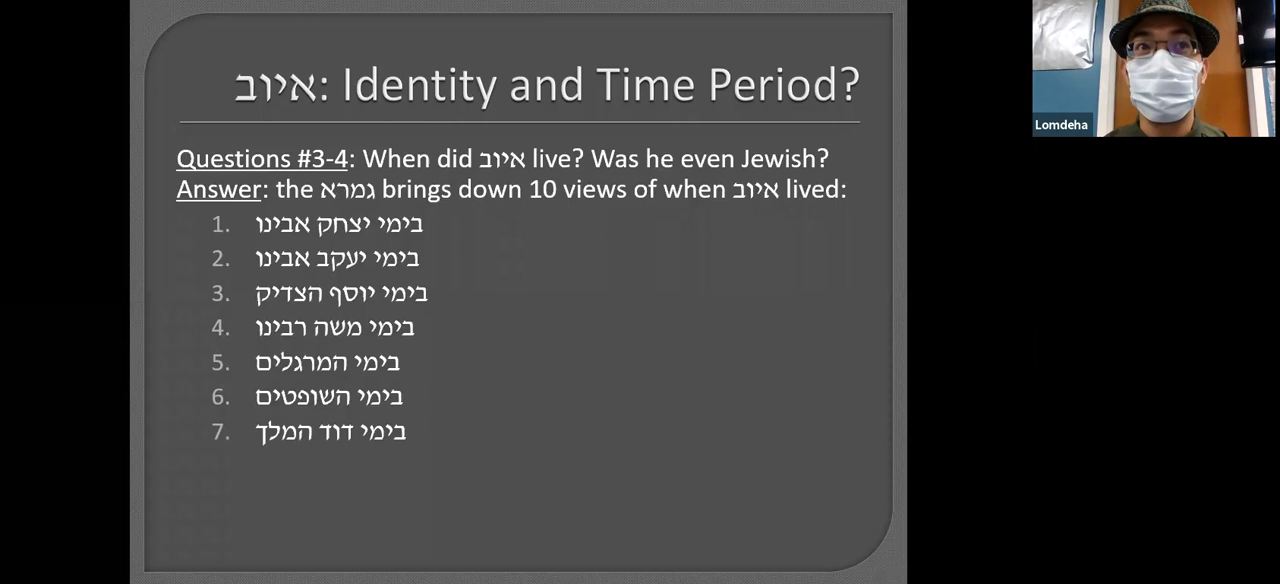 איוב: Identity and Time Period?
Questions #3-4: When did איוב live? Was he even Jewish?
Answer: the גמרא brings down 10 views of when איוב lived:
1. בימי יצחק אבינו
2. בימי יעקב אבינו
3. בימי יוסף הצדיק
4. בימי משה רבינו
5. בימי המרגלים
6. בימי השופטים
7. בימי דוד המלך
Lomdeha